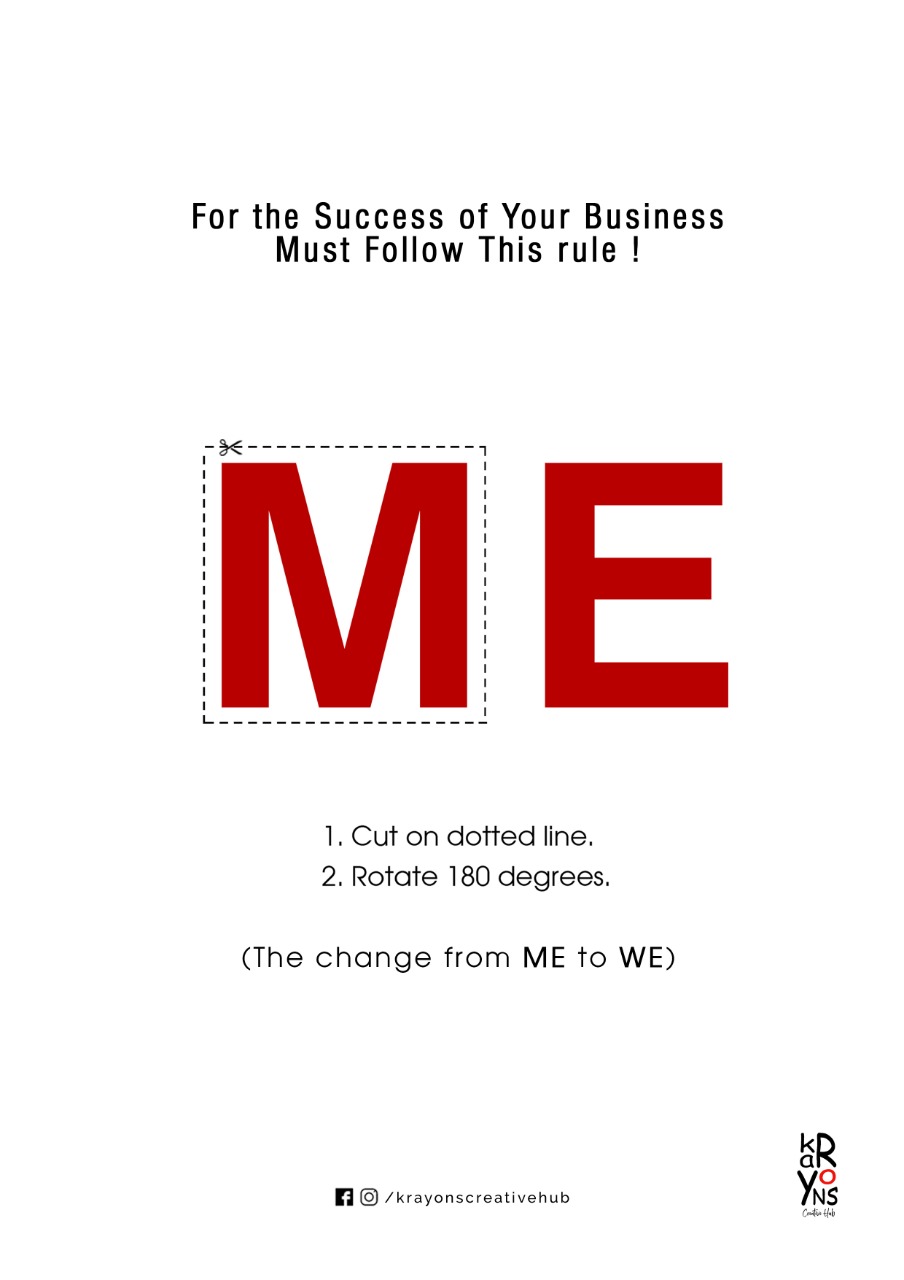 For the Success of Your Business
Must Follow This rule !
ME
1. Cut on dotted line.
2. Rotate 180 degrees.
(The change from ME to WE)
/krayonscreativehub
kRaYoNS
Creative Hub